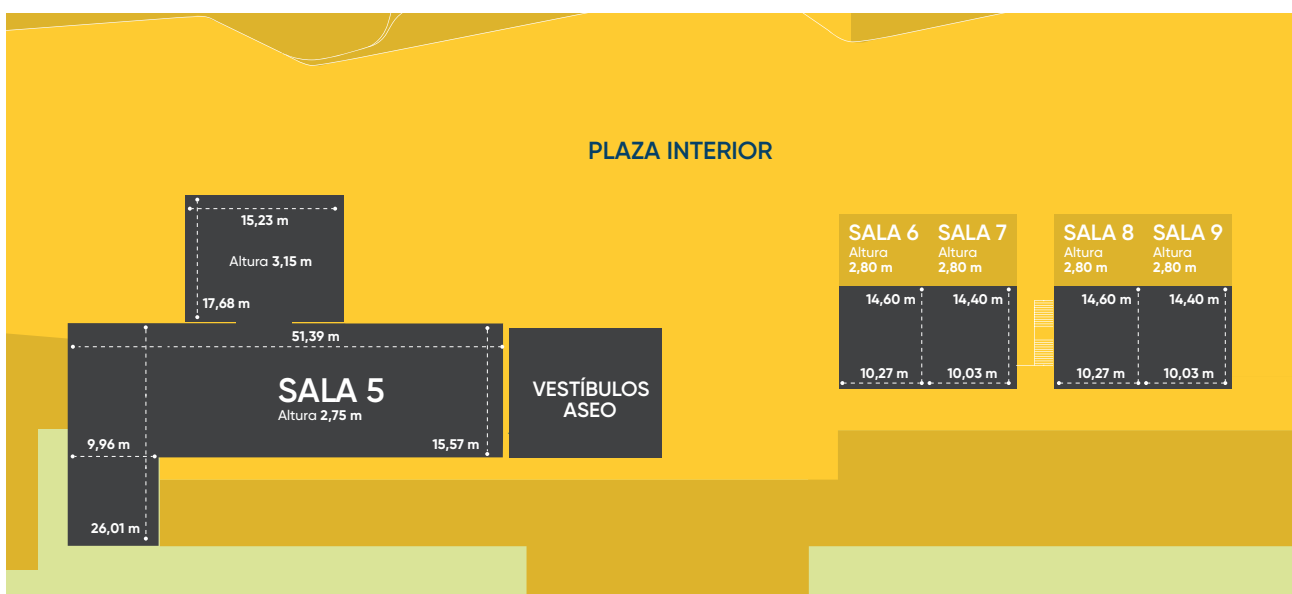 PLAZA INTERIOR
15,23 m
Altura 3,15 m
17,68 m
51,39 m
SALA 5
Altura 2,75 m
9,96 m
15,57 m
26,01 m
VESTÍBULOS
ASEO
SALA 6
Altura
2,80 m
14,60 m
10,27 m
SALA 7
Altura
2,80 m
14,40 m
10,03 m
SALA 8
Altura
2,80 m
14,60 m
10,27 m
SALA 9
Altura
2,80 m
14,40 m
10,03 m